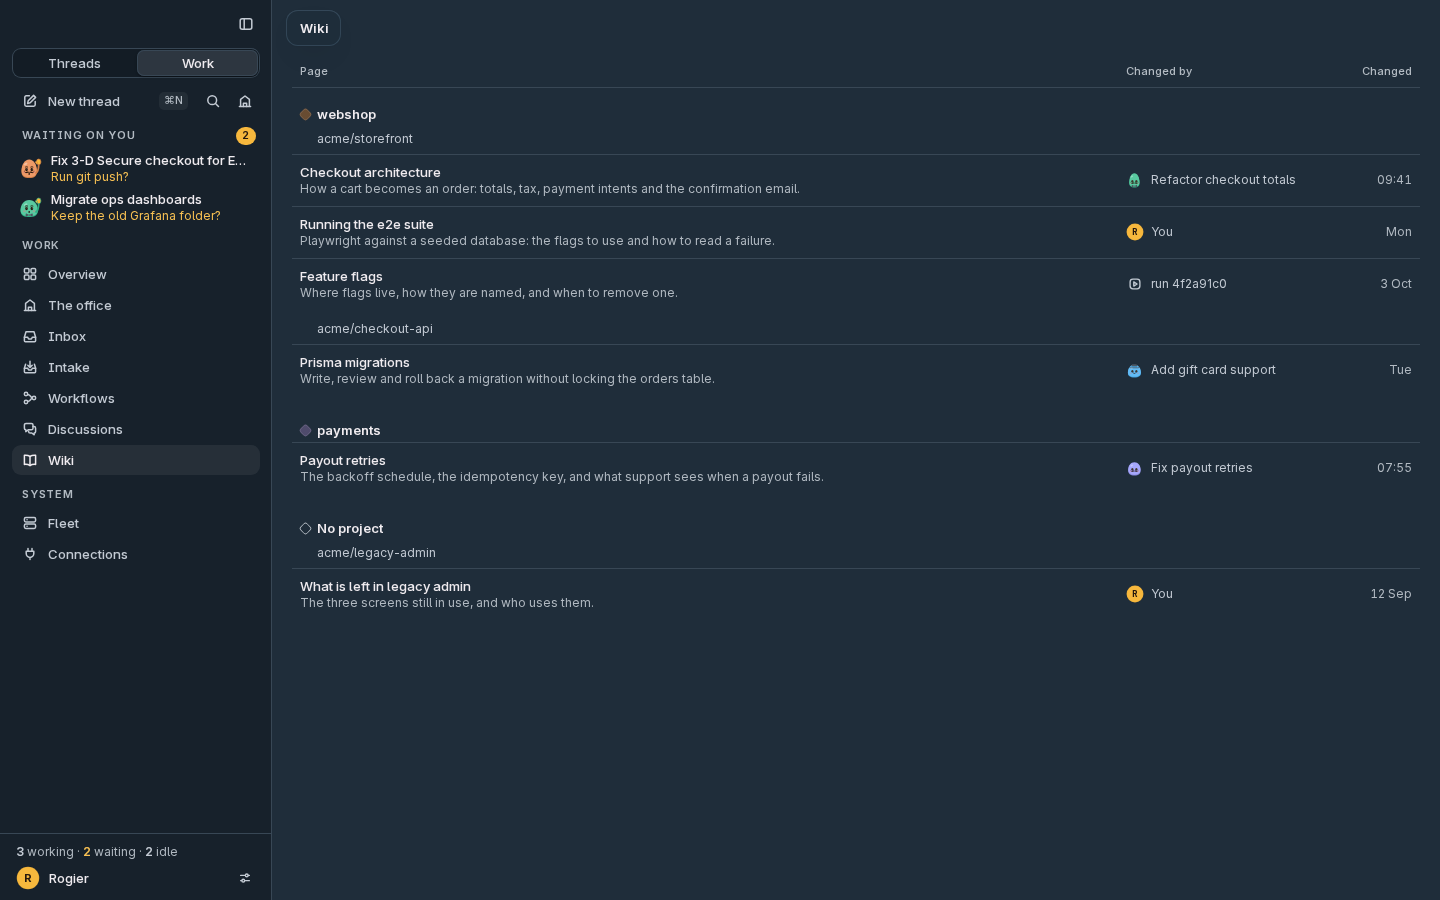 Threads
Work
New thread
⌘N
WAITING ON YOU
2
Fix 3-D Secure checkout for E…
Run git push?
Migrate ops dashboards
Keep the old Grafana folder?
WORK
Overview
The office
Inbox
Intake
Workflows
Discussions
Wiki
SYSTEM
Fleet
Connections
3 working · 2 waiting · 2 idle
R
Rogier
Wiki
Page
Changed by
Changed
webshop
acme/storefront
Checkout architecture
How a cart becomes an order: totals, tax, payment intents and the confirmation email.
Refactor checkout totals
09:41
Running the e2e suite
Playwright against a seeded database: the flags to use and how to read a failure.
R
You
Mon
Feature flags
Where flags live, how they are named, and when to remove one.
run 4f2a91c0
3 Oct
acme/checkout-api
Prisma migrations
Write, review and roll back a migration without locking the orders table.
Add gift card support
Tue
payments
Payout retries
The backoff schedule, the idempotency key, and what support sees when a payout fails.
Fix payout retries
07:55
No project
acme/legacy-admin
What is left in legacy admin
The three screens still in use, and who uses them.
R
You
12 Sep